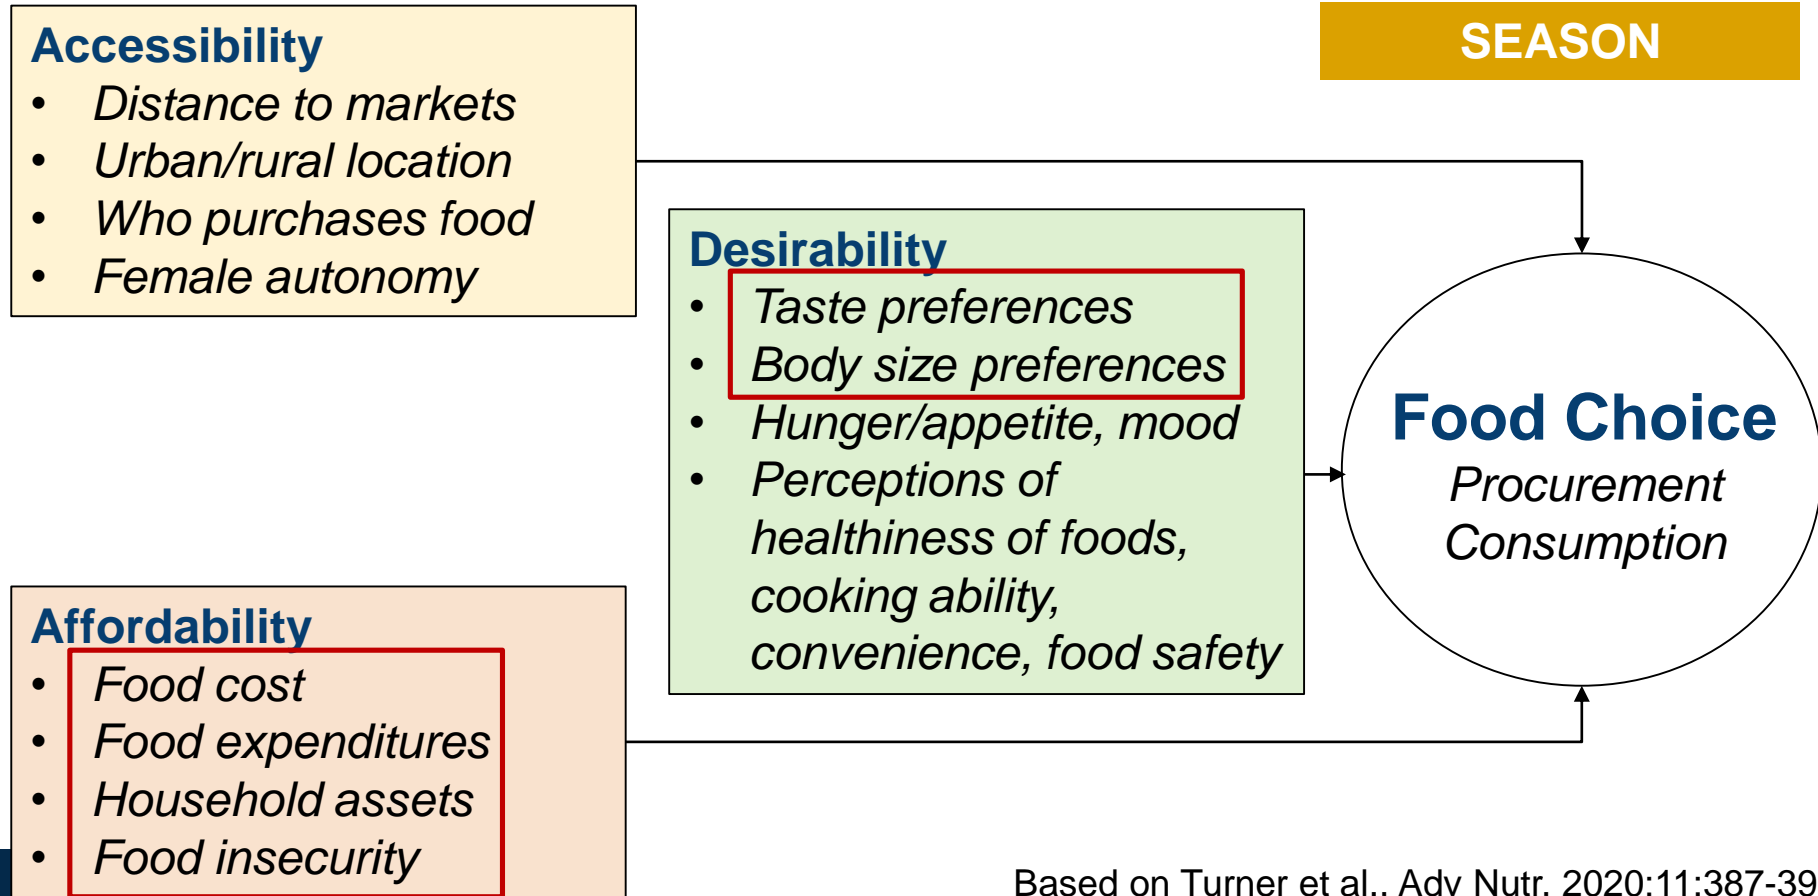 Accessibility
• Distance to markets
• Urban/rural location
• Who purchases food
• Female autonomy
SEASON
Desirability
• Taste preferences
• Body size preferences
• Hunger/appetite, mood
• Perceptions of
healthiness of foods,
cooking ability,
convenience, food safety
Food Choice
Procurement
Consumption
Affordability
• Food cost
• Food expenditures
• Household assets
• Food insecurity
Based on Turner et al., Adv Nutr. 2020;11:387-39